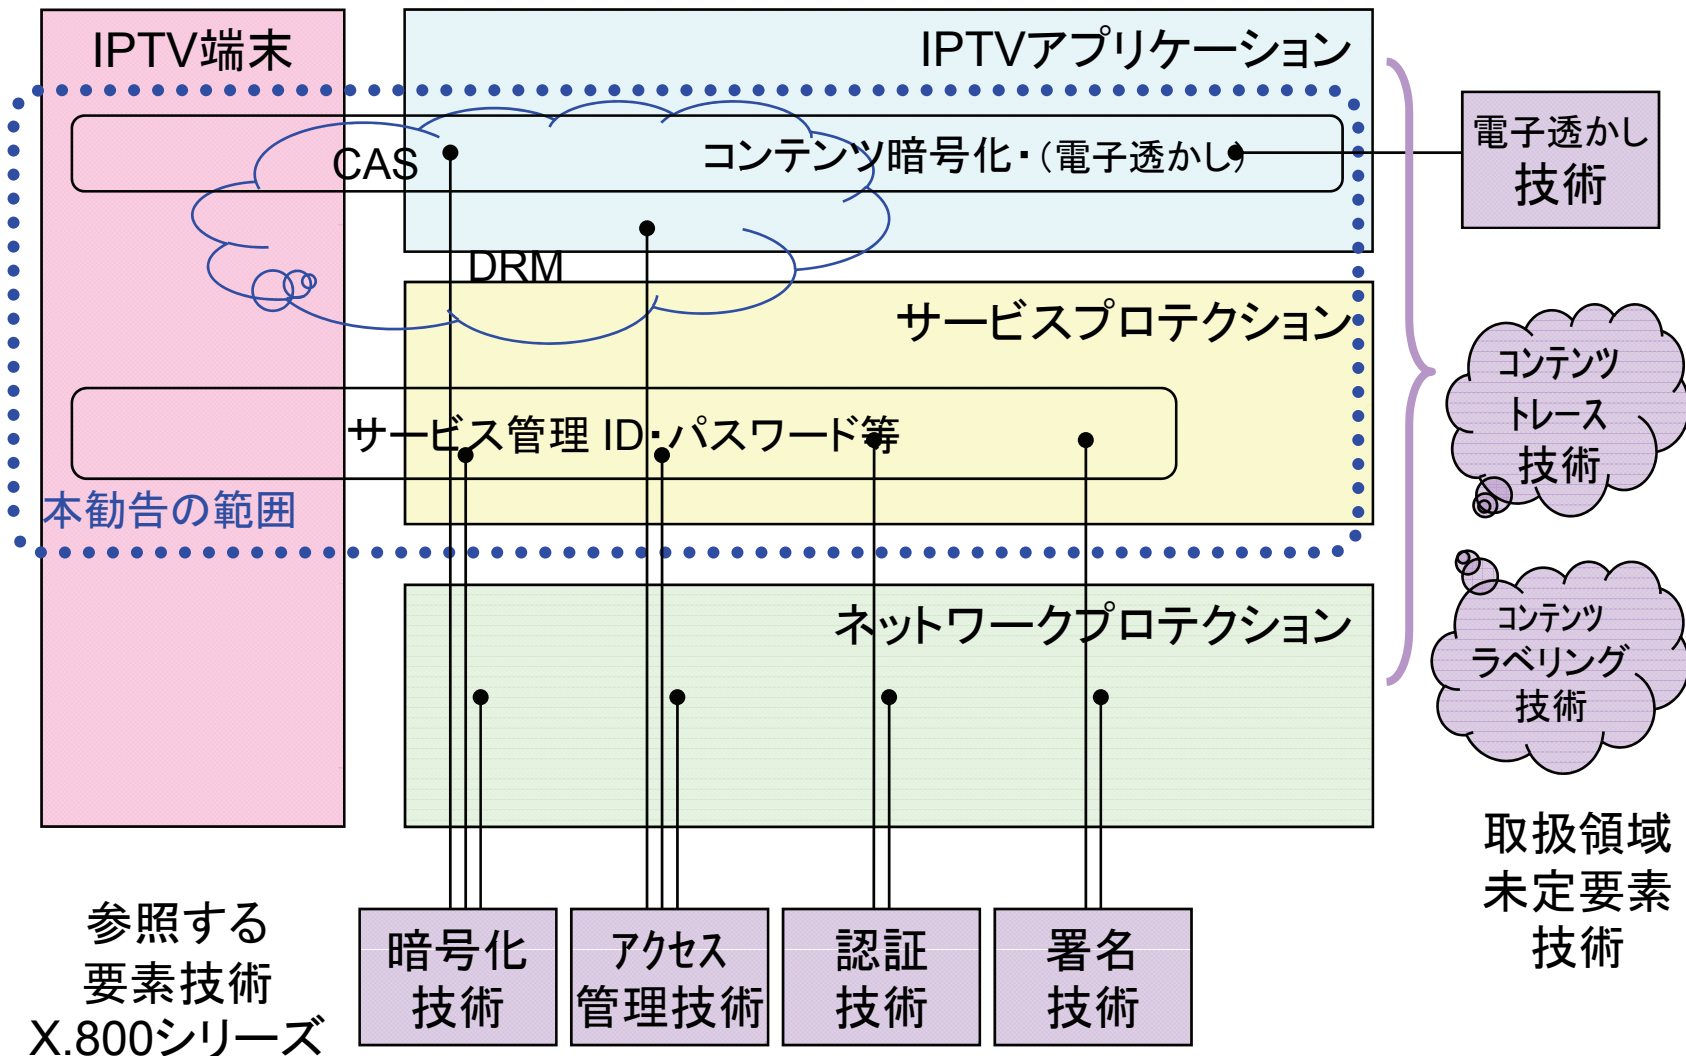 IPTV端末
IPTVアプリケーション
CAS
コンテンツ暗号化・（電子透かし）
電子透かし
技術
DRM
サービスプロテクション
コンテンツ
トレース
技術
サービス管理 ID・パスワード等
本勧告の範囲
ネットワークプロテクション
コンテンツ
ラベリング
技術
取扱領域
未定要素
技術
参照する
要素技術
X.800シリーズ
暗号化
技術
アクセス
管理技術
認証
技術
署名
技術